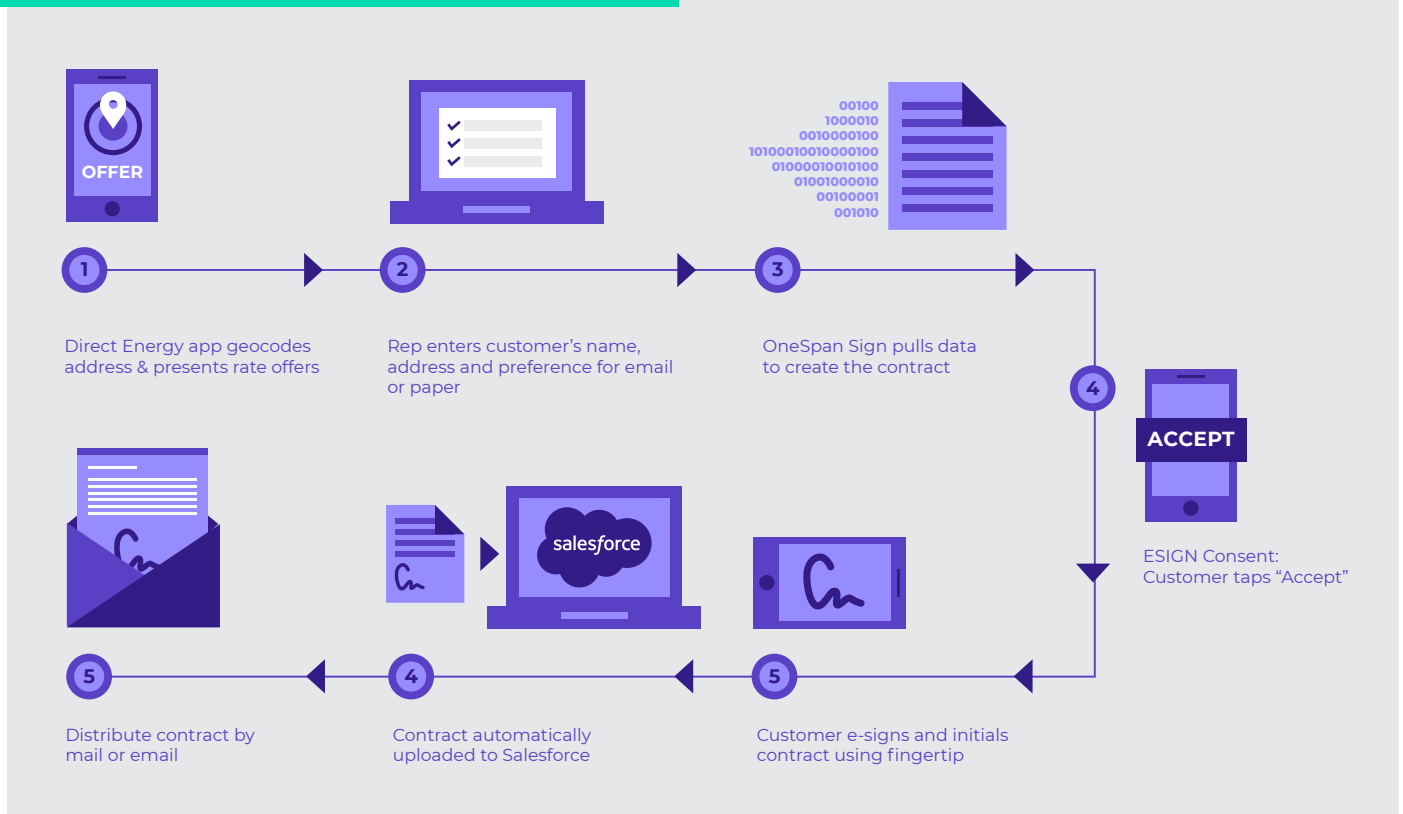 OFFER
00100
1000010
0010000100
10100010010000100
01000010010100
01001000010
00100001
001010
1
2
3
Direct Energy app geocodes
address & presents rate offers
Rep enters customer’s name,
address and preference for email
or paper
OneSpan Sign pulls data
to create the contract
4
ACCEPT
ESIGN Consent:
Customer taps “Accept”
salesforce
5
4
5
Distribute contract by
mail or email
Contract automatically
uploaded to Salesforce
Customer e-signs and initials
contract using fingertip